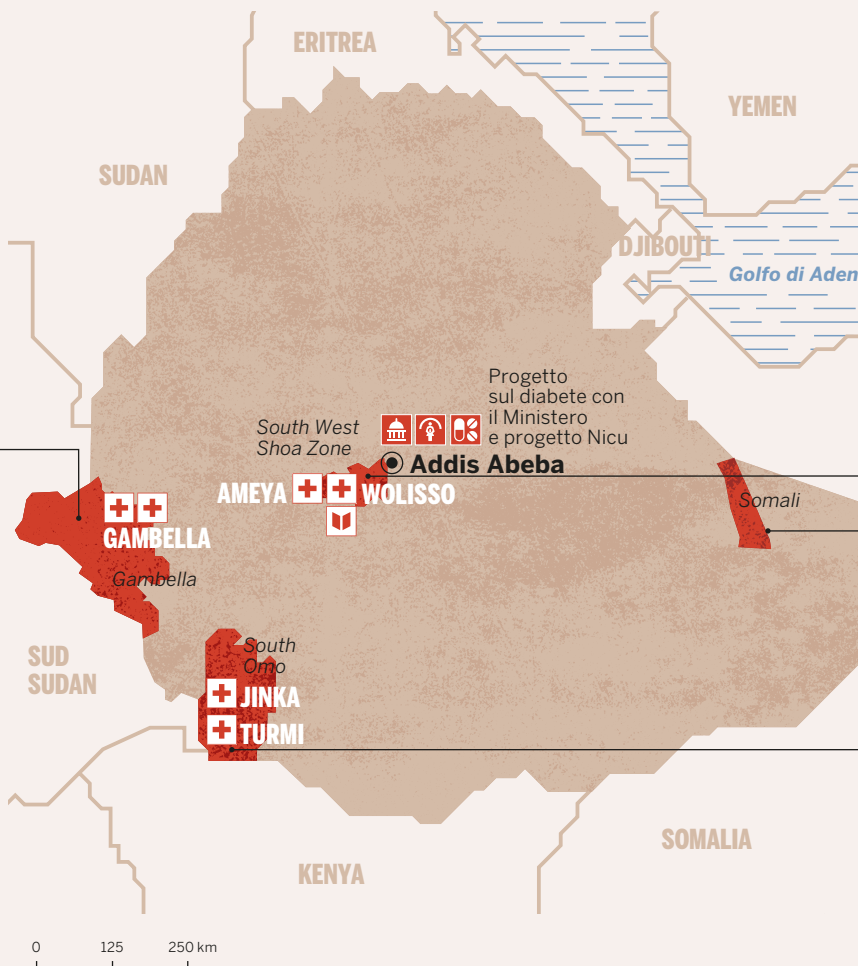 ERITREA
YEMEN
SUDAN
DJIBOUTI
Golfo di Aden
Progetto
sul diabete con
il Ministero
e progetto Nicu
South West
Shoa Zone
Addis Abeba
AMEYA
WOLISSO
Somali
GAMBELLA
Gambella
South
Omo
SUD
SUDAN
JINKA
TURMI
SOMALIA
KENYA
0 125 250 km